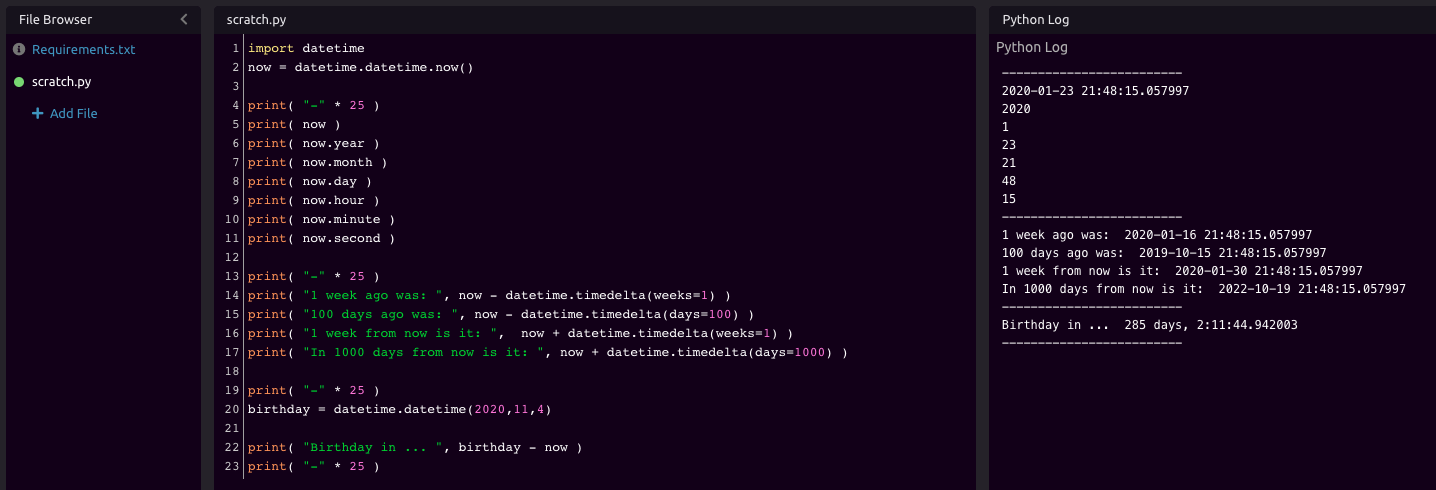 File Browser
Requirements.txt
scratch.py
Add File
scratch.py
1 import datetime
2 now = datetime.datetime.now()
3
4 print( "-" * 25 )
5 print( now )
6 print( now.year )
7 print( now.month )
8 print( now.day )
9 print( now.hour )
10 print( now.minute )
11 print( now.second )
12
13 print( "-" * 25 )
14 print( "1 week ago was: ", now - datetime.timedelta(weeks=1) )
15 print( "100 days ago was: ", now - datetime.timedelta(days=100) )
16 print( "1 week from now is it: ",  now + datetime.timedelta(weeks=1) )
17 print( "In 1000 days from now is it: ", now + datetime.timedelta(days=1000) )
18
19 print( "-" * 25 )
20 birthday = datetime.datetime(2020,11,4)
21
22 print( "Birthday in ... ", birthday - now )
23 print( "-" * 25 )
Python Log
Python Log
-------------------------
2020-01-23 21:48:15.057997
2020
1
23
21
48
15
-------------------------
1 week ago was:  2020-01-16 21:48:15.057997
100 days ago was:  2019-10-15 21:48:15.057997
1 week from now is it:  2020-01-30 21:48:15.057997
In 1000 days from now is it:  2022-10-19 21:48:15.057997
-------------------------
Birthday in ...  285 days, 2:11:44.942003
-------------------------